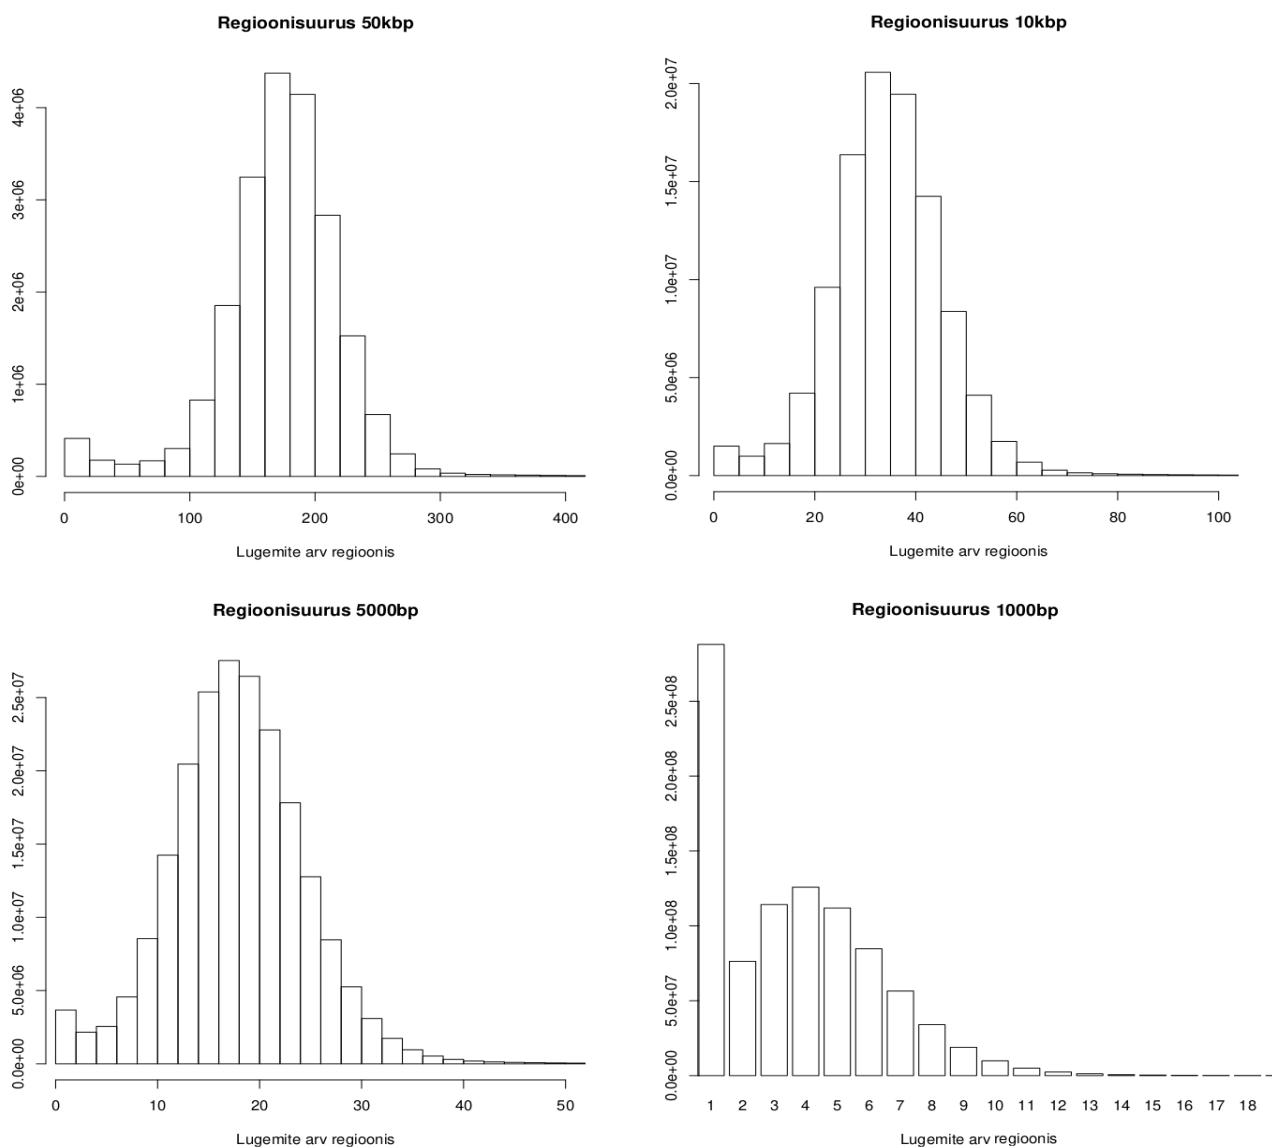 Regioonisuurus 50kbp
4e+06
3e+06
2e+06
1e+06
0e+00
0 100 200 300 400
Lugemite arv regioonis
Regioonisuurus 10kbp
2.0e+07
1.5e+07
1.0e+07
5.0e+06
0.0e+00
0 20 40 60 80 100
Lugemite arv regioonis
Regioonisuurus 5000bp
2.5e+07
2.0e+07
1.5e+07
1.0e+07
5.0e+06
0.0e+00
0 10 20 30 40 50
Lugemite arv regioonis
Regioonisuurus 1000bp
2.5e+08
2.0e+08
1.5e+08
1.0e+08
5.0e+07
0.0e+00
1 2 3 4 5 6 7 8 9 10 11 12 13 14 15 16 17 18
Lugemite arv regioonis